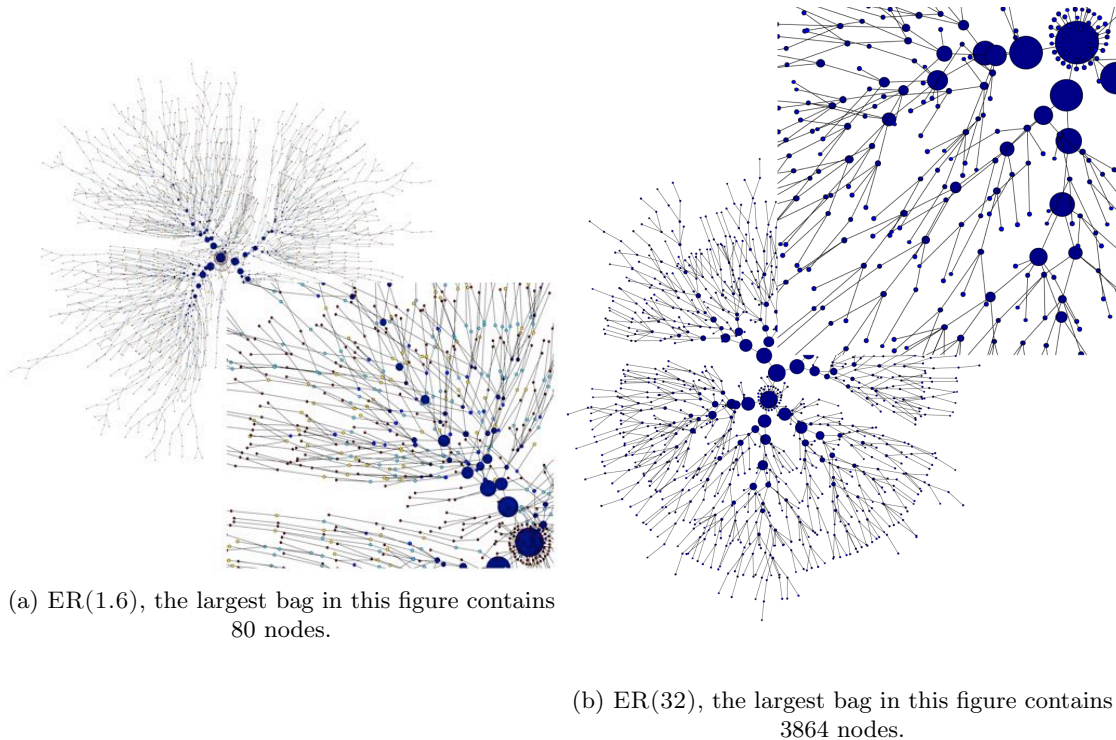 (a) ER(1.6), the largest bag in this figure contains
80 nodes.
(b) ER(32), the largest bag in this figure contains
3864 nodes.